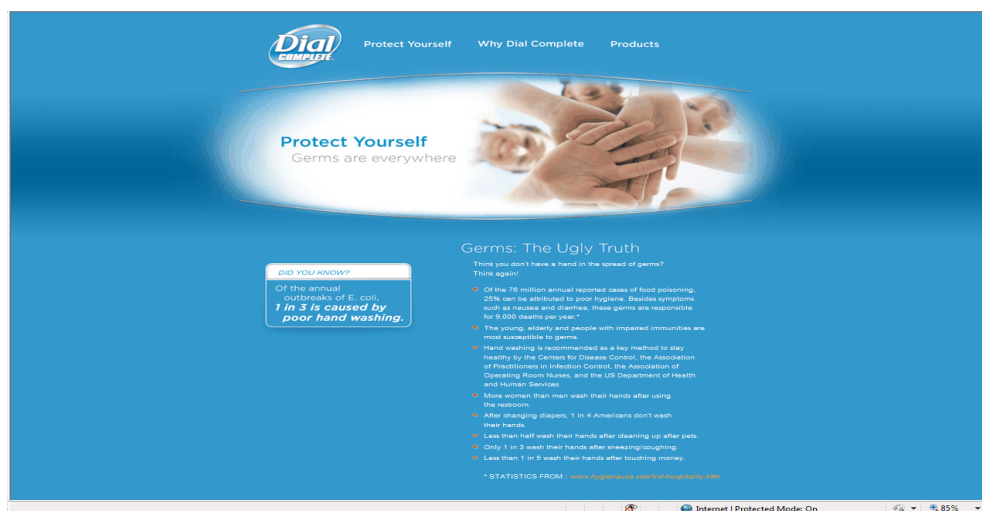 Dial
COMPLETE
Protect Yourself
Why Dial Complete
Products
Protect Yourself
Germs are everywhere
Germs: The Ugly Truth
Think you don't have a hand in the spread of germs?
Think again!
DID YOU KNOW?
Of the annual
outbreaks of E. coli,
1 in 3 is caused by
poor hand washing.
Of the 76 million annual reported cases of food poisoning,
25% can be attributed to poor hygiene. Besides symptoms
such as nausea and diarrhea, these germs are responsible
for 9,000 deaths per year.*
The young, elderly and people with impaired immunities are
most susceptible to germs.
Hand washing is recommended as a key method to stay
healthy by the Centers for Disease Control, the Association
of Practitioners in Infection Control, the Association of
Operating Room Nurses, and the US Department of Health
and Human Services.
More women than men wash their hands after using
the restroom.
After changing diapers, 1 in 4 Americans don't wash
their hands.
Less than half wash their hands after cleaning up after pets.
Only 1 in 3 wash their hands after sneezing/coughing.
Less than 1 in 5 wash their hands after touching money.
* STATISTICS FROM : www.hygienausa.com/ind-hospitality.html
Internet | Protected Mode: On
85%